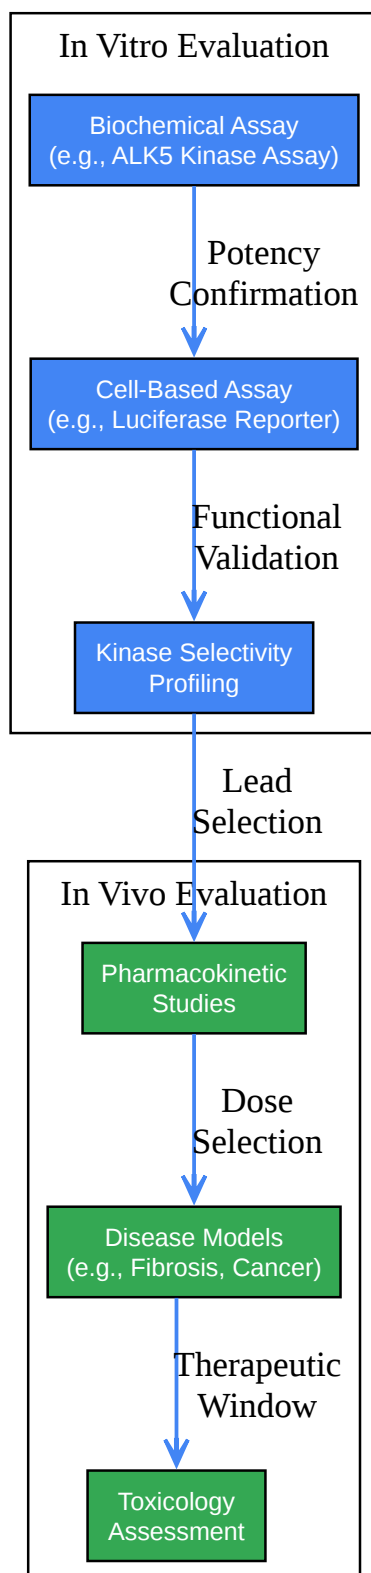 In Vitro Evaluation
Biochemical Assay
(e.g., ALK5 Kinase Assay)
Potency
Confirmation
Cell-Based Assay
(e.g., Luciferase Reporter)
Functional
Validation
Kinase Selectivity
Profiling
Lead
Selection
In Vivo Evaluation
Pharmacokinetic
Studies
Dose
Selection
Disease Models
(e.g., Fibrosis, Cancer)
Therapeutic
Window
Toxicology
Assessment